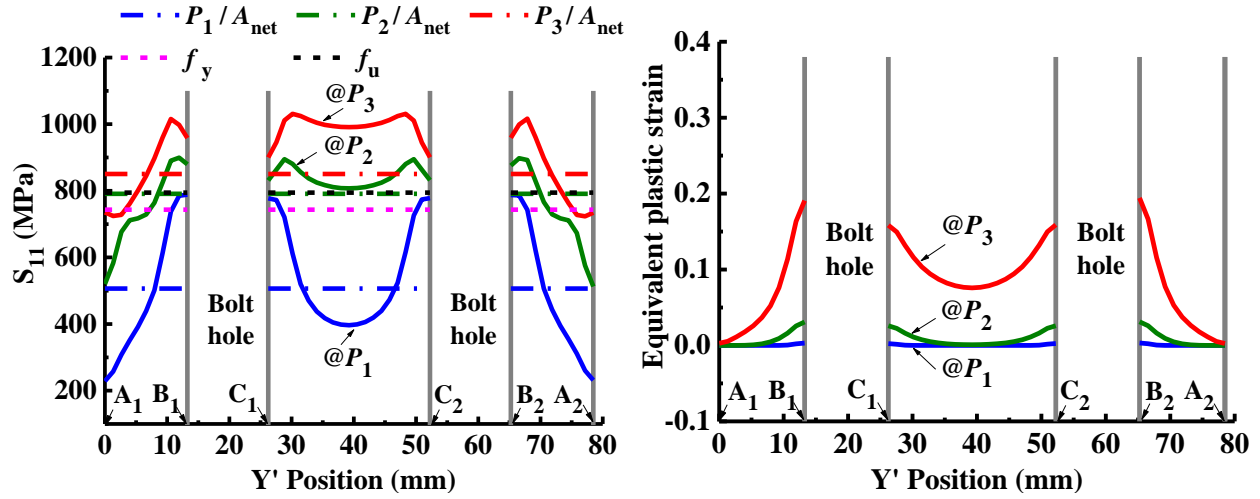 P1/Anet P2/Anet P3/Anet
fy fu
1200
1000
800
600
400
200
S11 (MPa)
Bolt
hole
Bolt
hole
@P3
@P2
@P1
A1 B1 C1 C2 B2 A2
0 10 20 30 40 50 60 70 80
Y' Position (mm)
0.4
0.3
0.2
0.1
0.0
-0.1
Equivalent plastic strain
Bolt
hole
Bolt
hole
@P3
@P2
@P1
A1 B1 C1 C2 B2 A2
0 10 20 30 40 50 60 70 80
Y' Position (mm)